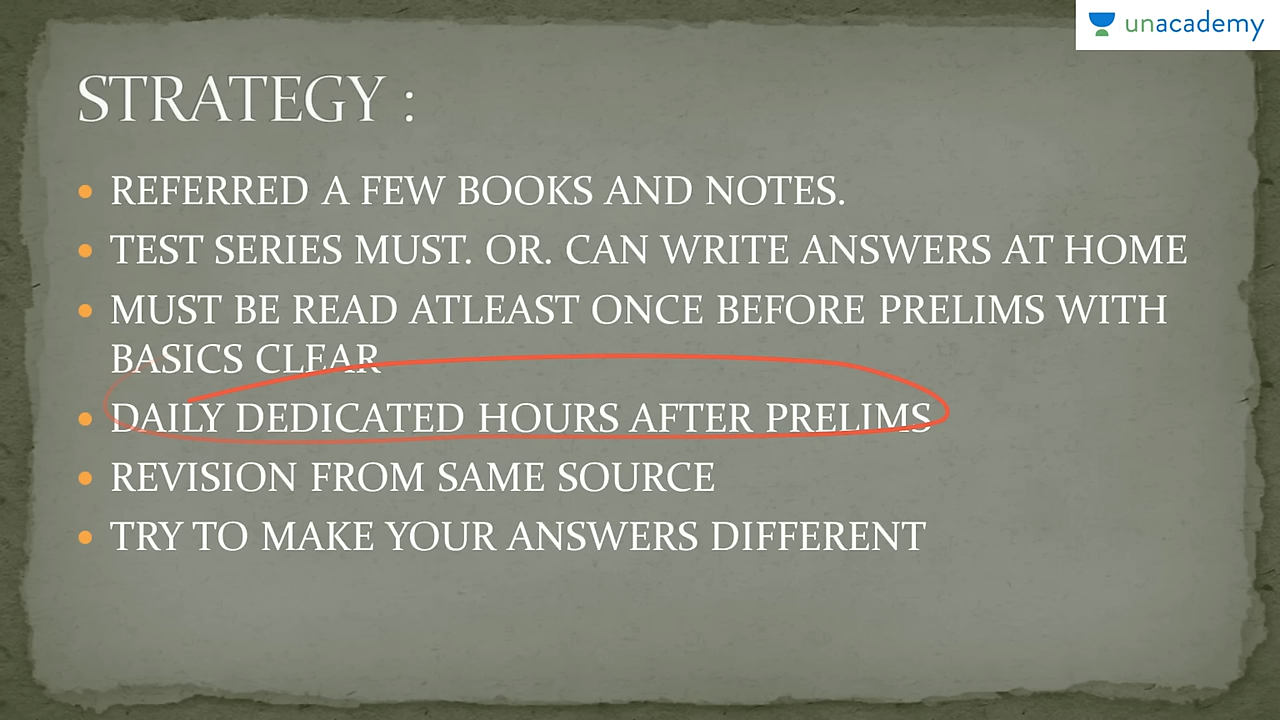 unacademy
STRATEGY :
• REFERRED A FEW BOOKS AND NOTES.
• TEST SERIES MUST. OR. CAN WRITE ANSWERS AT HOME
• MUST BE READ ATLEAST ONCE BEFORE PRELIMS WITH
BASICS CLEAR
• DAILY DEDICATED HOURS AFTER PRELIMS
• REVISION FROM SAME SOURCE
• TRY TO MAKE YOUR ANSWERS DIFFERENT